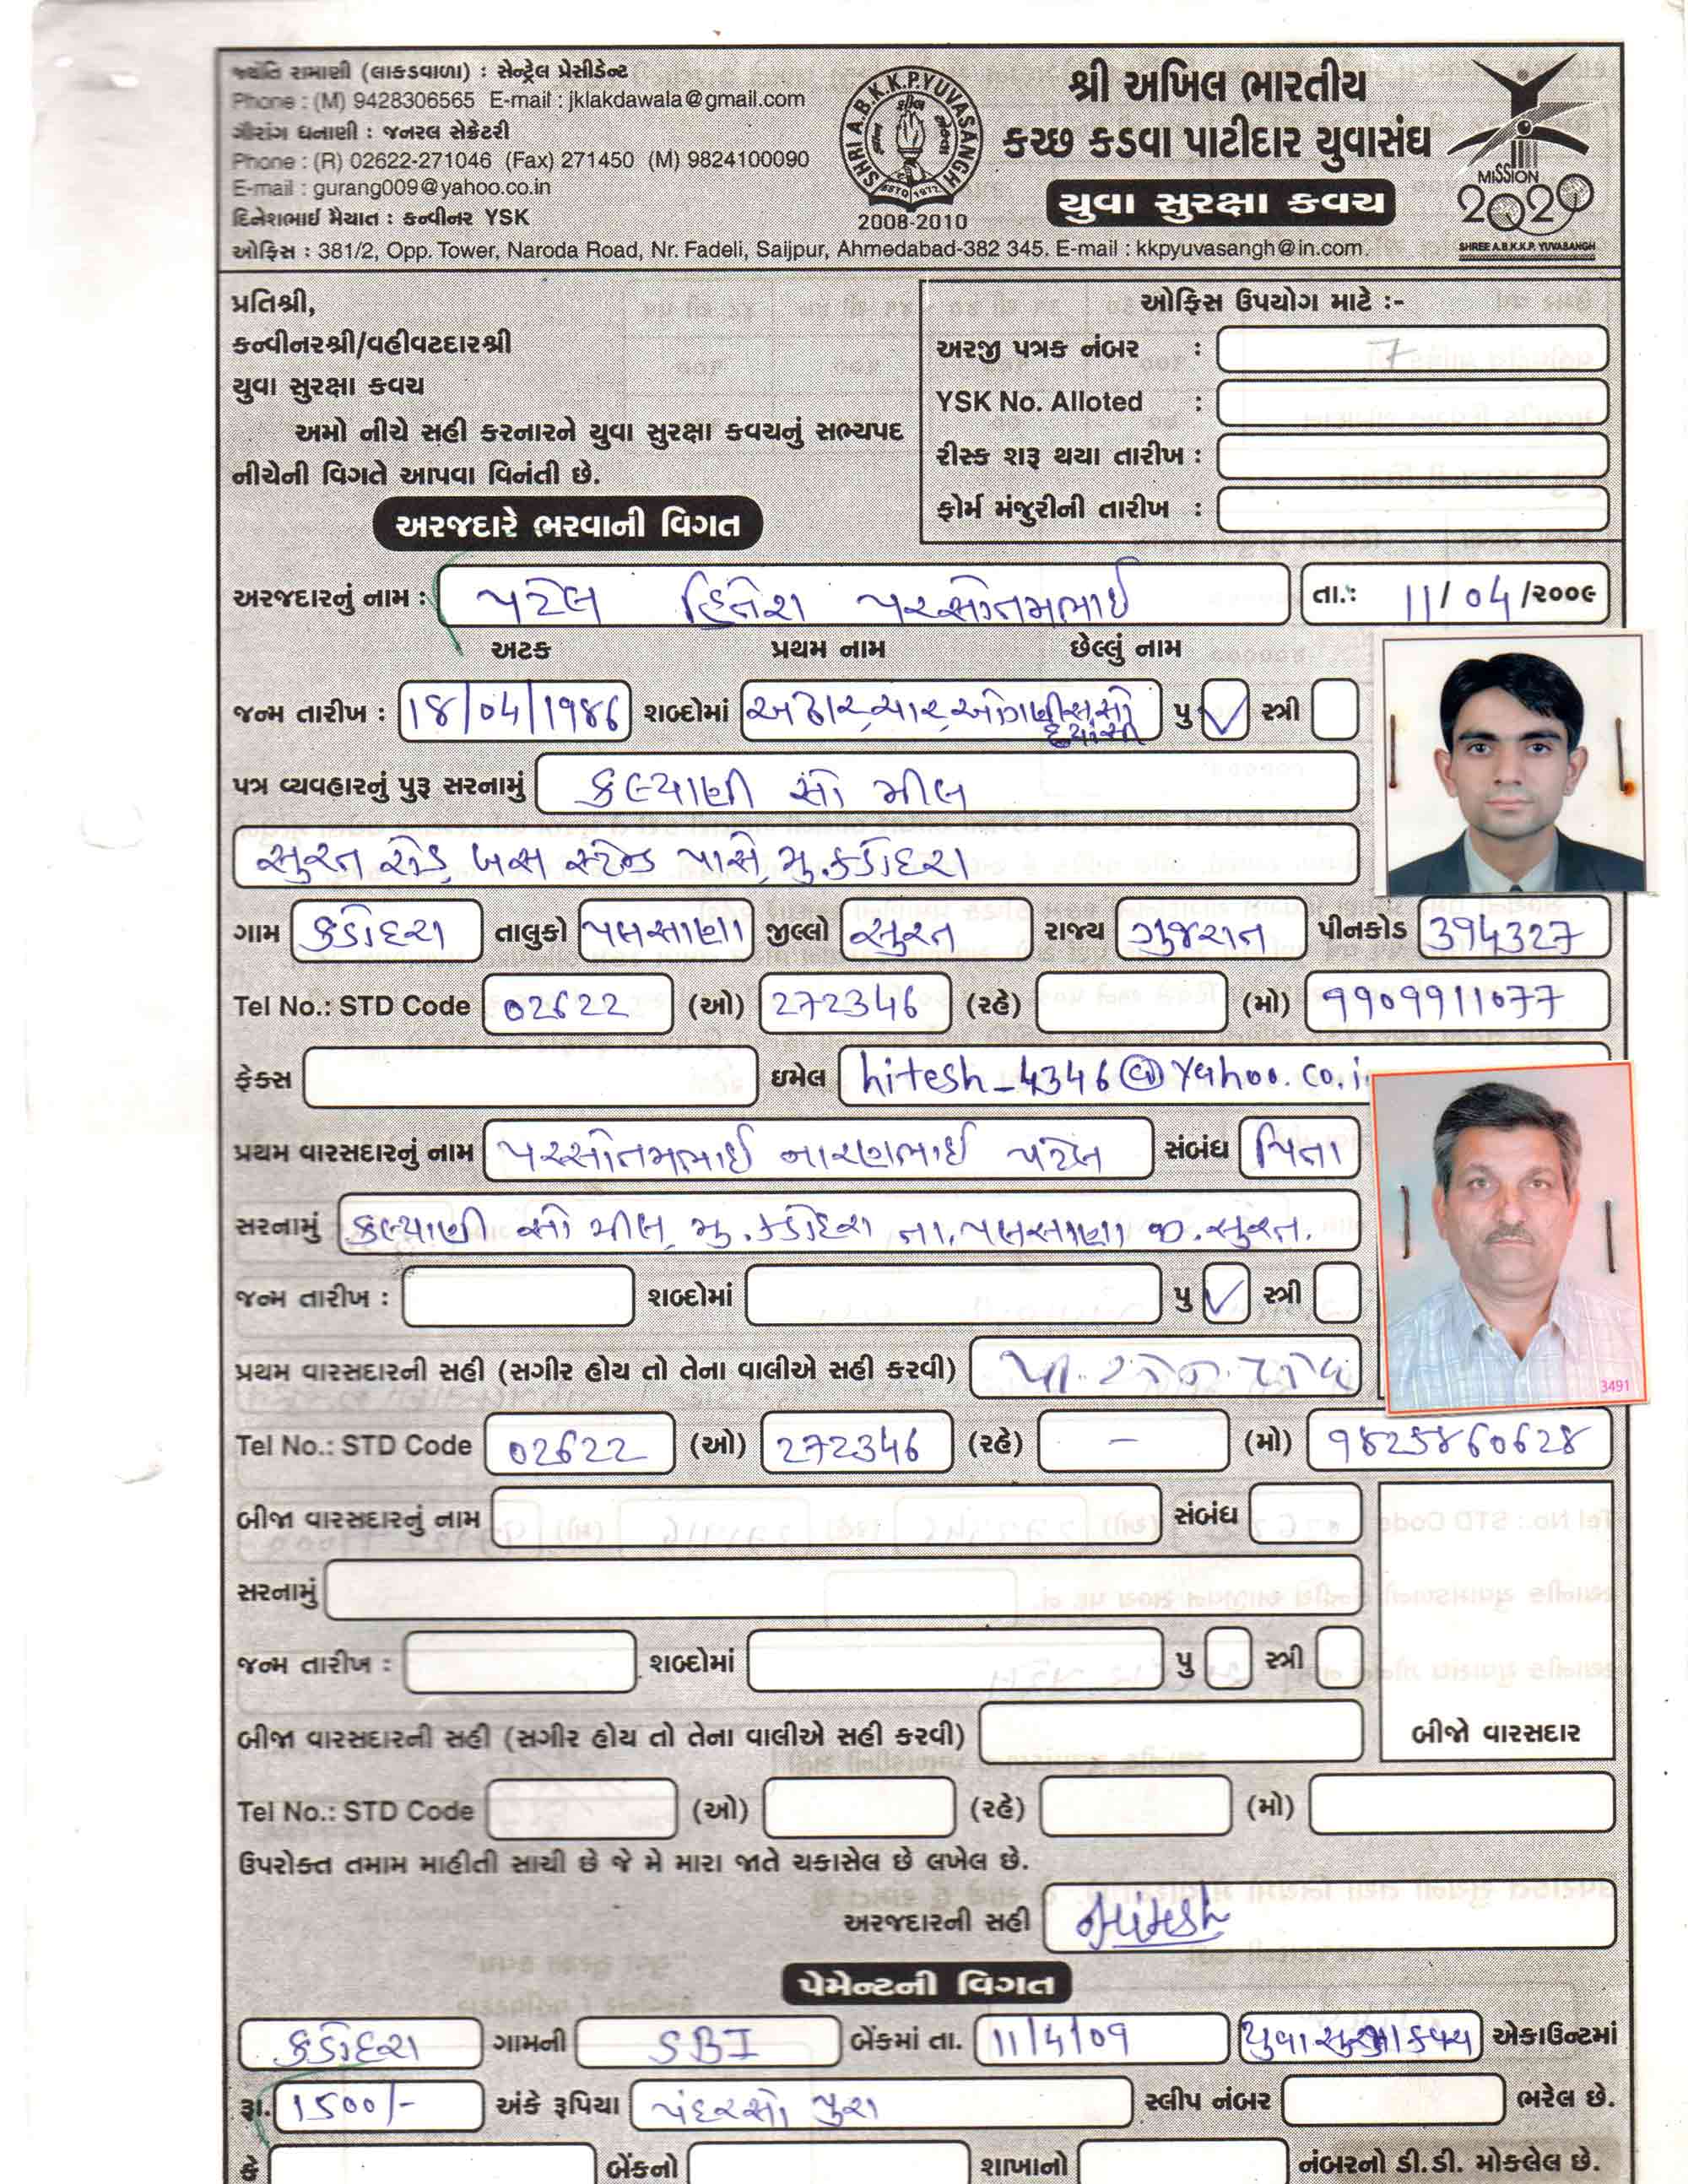 જયંતિ રામાણી (લાકડાવાળા) : સેન્ટ્રેલ પ્રેસીડેન્ટ
Phone : (M) 9428306565 E-mail : jklakdawala@gmail.com
ગૌરાંગ ધનાણી : જનરલ સેક્રેટરી
Phone : (R) 02622-271046 (Fax) 271450 (M) 9824100090
E-mail : gurang009@yahoo.co.in
દિનેશભાઈ મૈયાત : કન્વીનર YSK
SHRI A.B.K.K.P. YUVASANGH
ESTD 1972
2008-2010
શ્રી અખિલ ભારતીય
કચ્છ કડવા પાટીદાર યુવાસંઘ
યુવા સુરક્ષા કવચ
MISSION
2020
SHREE A.B.K.K.P. YUVASANGH
ઓફિસ : 381/2, Opp. Tower, Naroda Road, Nr. Fadeli, Saijpur, Ahmedabad-382 345. E-mail : kkpyuvasangh@in.com.
પ્રતિશ્રી,
કન્વીનરશ્રી/વહીવટદારશ્રી
યુવા સુરક્ષા કવચ
અમો નીચે સહી કરનારને યુવા સુરક્ષા કવચનું સભ્યપદ
નીચેની વિગતે આપવા વિનંતી છે.
ઓફિસ ઉપયોગ માટે :-
અરજી પત્રક નંબર : 7
YSK No. Alloted :
રીસ્ક શરૂ થયા તારીખ :
ફોર્મ મંજુરીની તારીખ :
અરજદારે ભરવાની વિગત
અરજદારનું નામ : પટેલ હિતેશ પરસોતમભાઈ તા.: 11/04/૨૦૦૯
અટક પ્રથમ નામ છેલ્લું નામ
જન્મ તારીખ : 18/04/1986 શબ્દોમાં અઢાર,ચાર,ઓગણીસસો છ્યાંસી પુ ✓ સ્ત્રી
પત્ર વ્યવહારનું પુરૂ સરનામું કલ્યાણી સો મીલ
સુરત રોડ, બસ સ્ટેન્ડ પાસે, મુ.કડોદરા
ગામ કડોદરા તાલુકો પલસાણા જીલ્લો સુરત રાજ્ય ગુજરાત પીનકોડ 394327
Tel No.: STD Code 02622 (ઓ) 272346 (રહે) (મો) 9909911077
ફેક્સ ઇમેલ hitesh_4346@yahoo.co.i
પ્રથમ વારસદારનું નામ પરસોતમભાઈ નારણભાઈ પટેલ સંબંધ પિતા
સરનામું કલ્યાણી સો મીલ, મુ.કડોદરા તા.પલસાણા જી.સુરત.
જન્મ તારીખ : શબ્દોમાં પુ ✓ સ્ત્રી
પ્રથમ વારસદારની સહી (સગીર હોય તો તેના વાલીએ સહી કરવી)
3491
Tel No.: STD Code 02622 (ઓ) 272346 (રહે) – (મો) 9825860628
બીજા વારસદારનું નામ સંબંધ
સરનામું
જન્મ તારીખ : શબ્દોમાં પુ સ્ત્રી
બીજા વારસદારની સહી (સગીર હોય તો તેના વાલીએ સહી કરવી)
બીજો વારસદાર
Tel No.: STD Code (ઓ) (રહે) (મો)
ઉપરોક્ત તમામ માહીતી સાચી છે જે મે મારા જાતે ચકાસેલ છે લખેલ છે.
અરજદારની સહી
પેમેન્ટની વિગત
કડોદરા ગામની SBI બેંકમાં તા. 11/4/09 યુવા સુરક્ષા કવચ એકાઉન્ટમાં
રૂા. 1500/- અંકે રૂપિયા પંદરસો પુરા સ્લીપ નંબર ભરેલ છે.
કે બેંકનો શાખાનો નંબરનો ડી.ડી. મોકલેલ છે.